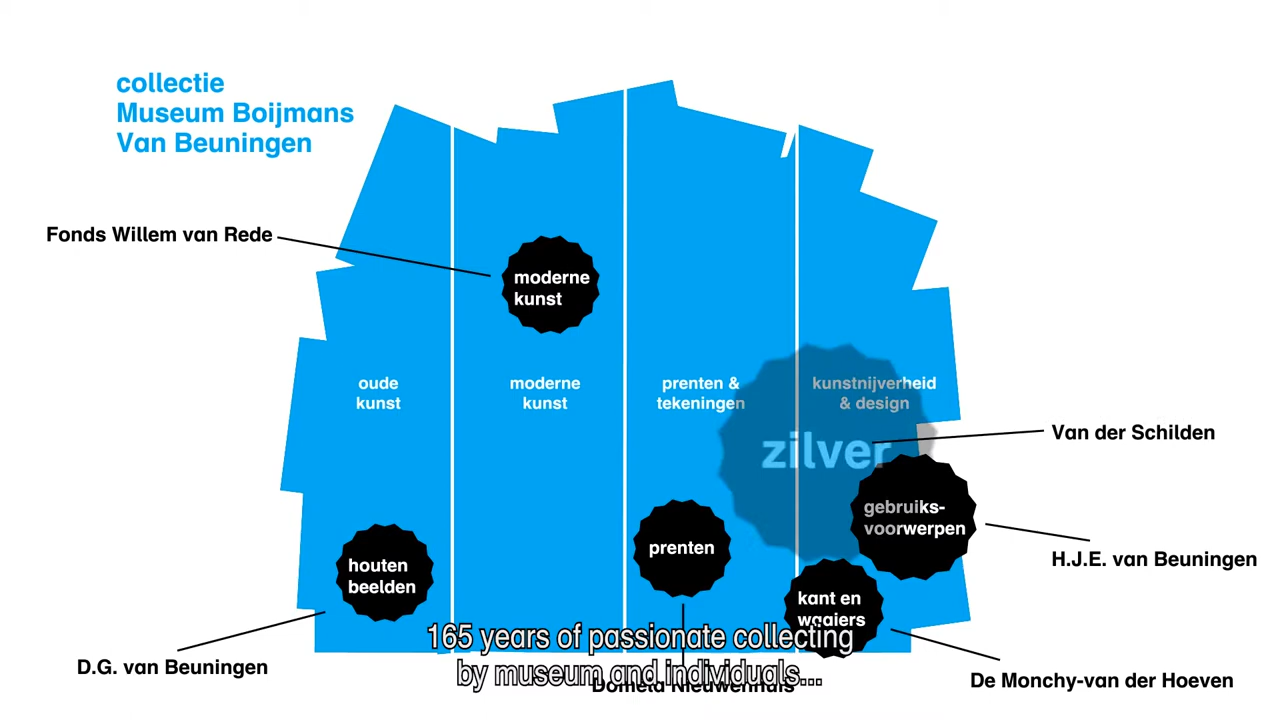 collectie
Museum Boijmans
Van Beuningen
Fonds Willem van Rede
moderne
kunst
oude
kunst
moderne
kunst
prenten &
tekeningen
kunstnijverheid
& design
zilver
Van der Schilden
gebruiks-
voorwerpen
H.J.E. van Beuningen
houten
beelden
prenten
kant en
waaiers
D.G. van Beuningen
Dometa Nieuwenhuis
De Monchy-van der Hoeven
165 years of passionate collecting
by museum and individuals...